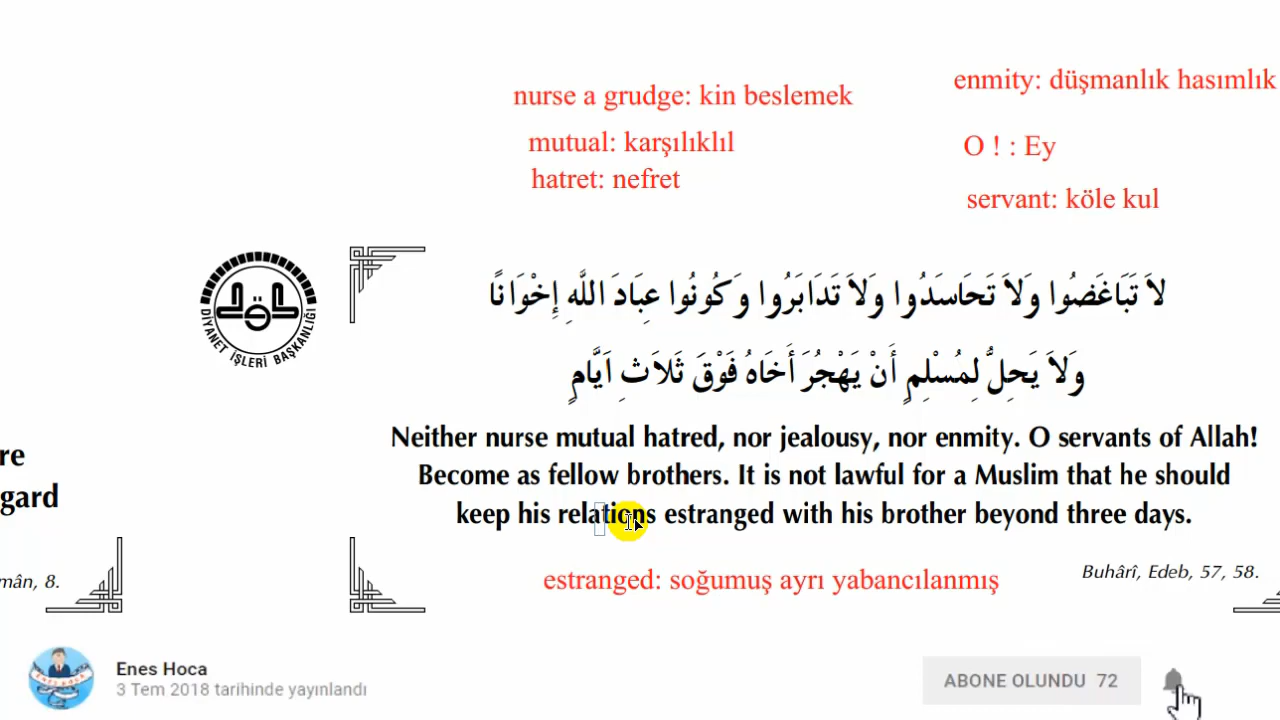 nurse a grudge: kin beslemek
enmity: düşmanlık hasımlık
mutual: karşılıklıl
O ! : Ey
hatret: nefret
servant: köle kul
DİYANET İŞLERİ BAŞKANLIĞI
لاَ تَبَاغَضُوا وَلاَ تَحَاسَدُوا وَلاَ تَدَابَرُوا وَكُونُوا عِبَادَ اللَّهِ إِخْوَانًا
وَلاَ يَحِلُّ لِمُسْلِمٍ أَنْ يَهْجُرَ أَخَاهُ فَوْقَ ثَلاَثِ اَيَّامٍ
Neither nurse mutual hatred, nor jealousy, nor enmity. O servants of Allah!
Become as fellow brothers. It is not lawful for a Muslim that he should
keep his relations estranged with his brother beyond three days.
re
gard
mân, 8.
estranged: soğumuş ayrı yabancılanmış
Buhârî, Edeb, 57, 58.
Enes Hoca
3 Tem 2018 tarihinde yayınlandı
ABONE OLUNDU 72